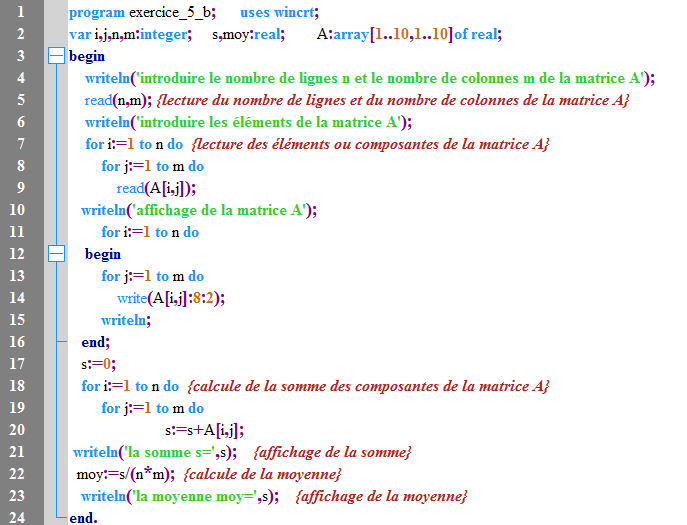 1 program exercice_5_b; uses wincrt;
2 var i,j,n,m:integer; s,moy:real; A:array[1..10,1..10]of real;
3 begin
4 writeln('introduire le nombre de lignes n et le nombre de colonnes m de la matrice A');
5 read(n,m); {lecture du nombre de lignes et du nombre de colonnes de la matrice A}
6 writeln('introduire les éléments de la matrice A');
7 for i:=1 to n do {lecture des éléments ou composantes de la matrice A}
8 for j:=1 to m do
9 read(A[i,j]);
10 writeln('affichage de la matrice A');
11 for i:=1 to n do
12 begin
13 for j:=1 to m do
14 write(A[i,j]:8:2);
15 writeln;
16 end;
17 s:=0;
18 for i:=1 to n do {calcule de la somme des composantes de la matrice A}
19 for j:=1 to m do
20 s:=s+A[i,j];
21 writeln('la somme s=',s); {affichage de la somme}
22 moy:=s/(n*m); {calcule de la moyenne}
23 writeln('la moyenne moy=',s); {affichage de la moyenne}
24 end.